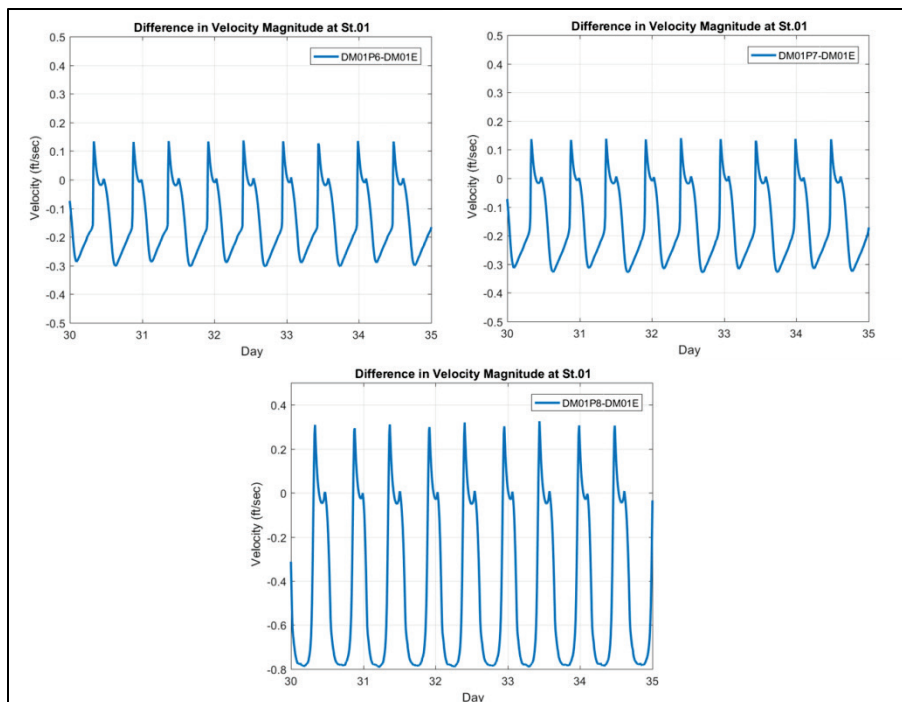 Difference in Velocity Magnitude at St.01
DM01P6-DM01E
Velocity (ft/sec)
0.5
0.4
0.3
0.2
0.1
0
-0.1
-0.2
-0.3
-0.4
-0.5
30 31 32 33 34 35
Day
Difference in Velocity Magnitude at St.01
DM01P7-DM01E
Velocity (ft/sec)
0.5
0.4
0.3
0.2
0.1
0
-0.1
-0.2
-0.3
-0.4
-0.5
30 31 32 33 34 35
Day
Difference in Velocity Magnitude at St.01
DM01P8-DM01E
Velocity (ft/sec)
0.4
0.2
0
-0.2
-0.4
-0.6
-0.8
30 31 32 33 34 35
Day